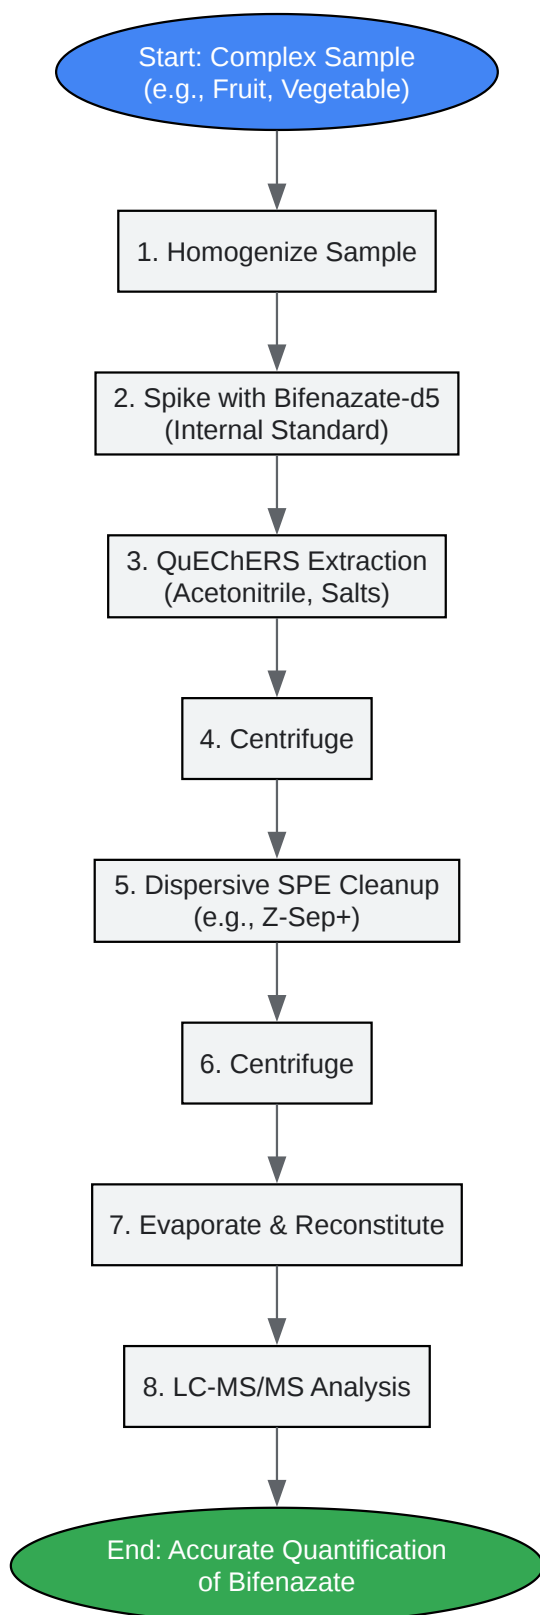 Start: Complex Sample
(e.g., Fruit, Vegetable)
1. Homogenize Sample
2. Spike with Bifenazate-d5
(Internal Standard)
3. QuEChERS Extraction
(Acetonitrile, Salts)
4. Centrifuge
5. Dispersive SPE Cleanup
(e.g., Z-Sep+)
6. Centrifuge
7. Evaporate & Reconstitute
8. LC-MS/MS Analysis
End: Accurate Quantification
of Bifenazate